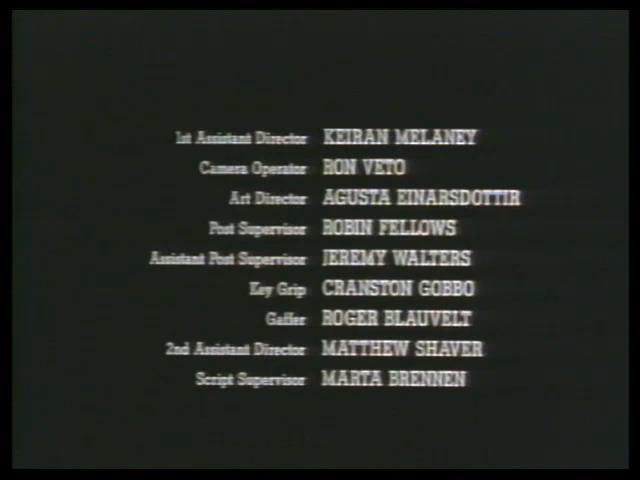 1st Assistant Director KEIRAN MELANEY
Camera Operator RON VETO
Art Director AGUSTA EINARSDOTTIR
Post Supervisor ROBIN FELLOWS
Assistant Post Supervisor JEREMY WALTERS
Key Grip CRANSTON GOBBO
Gaffer ROGER BLAUVELT
2nd Assistant Director MATTHEW SHAVER
Script Supervisor MARTA BRENNEN